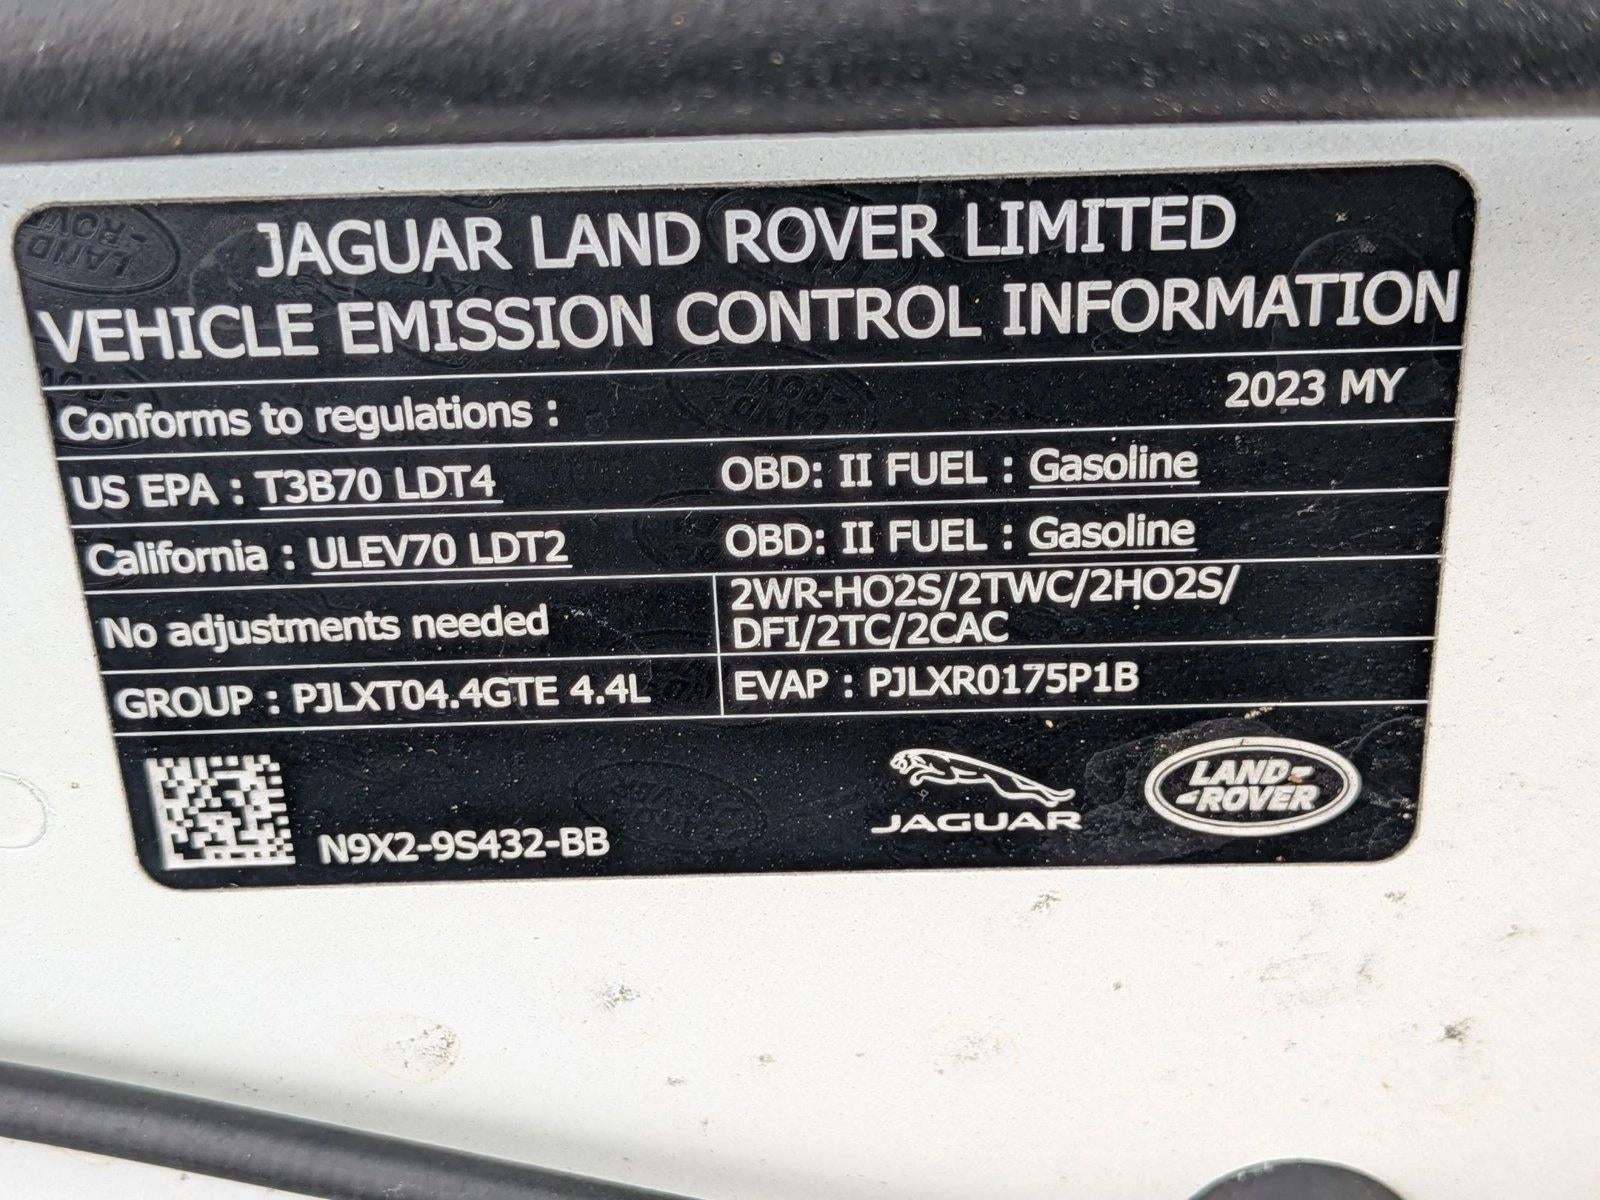 JAGUAR LAND ROVER LIMITED
VEHICLE EMISSION CONTROL INFORMATION
Conforms to regulations : 2023 MY
US EPA : T3B70 LDT4 OBD: II FUEL : Gasoline
California : ULEV70 LDT2 OBD: II FUEL : Gasoline
No adjustments needed
2WR-HO2S/2TWC/2HO2S/
DFI/2TC/2CAC
GROUP : PJLXT04.4GTE 4.4L EVAP : PJLXR0175P1B
N9X2-9S432-BB
JAGUAR
LAND-
-ROVER